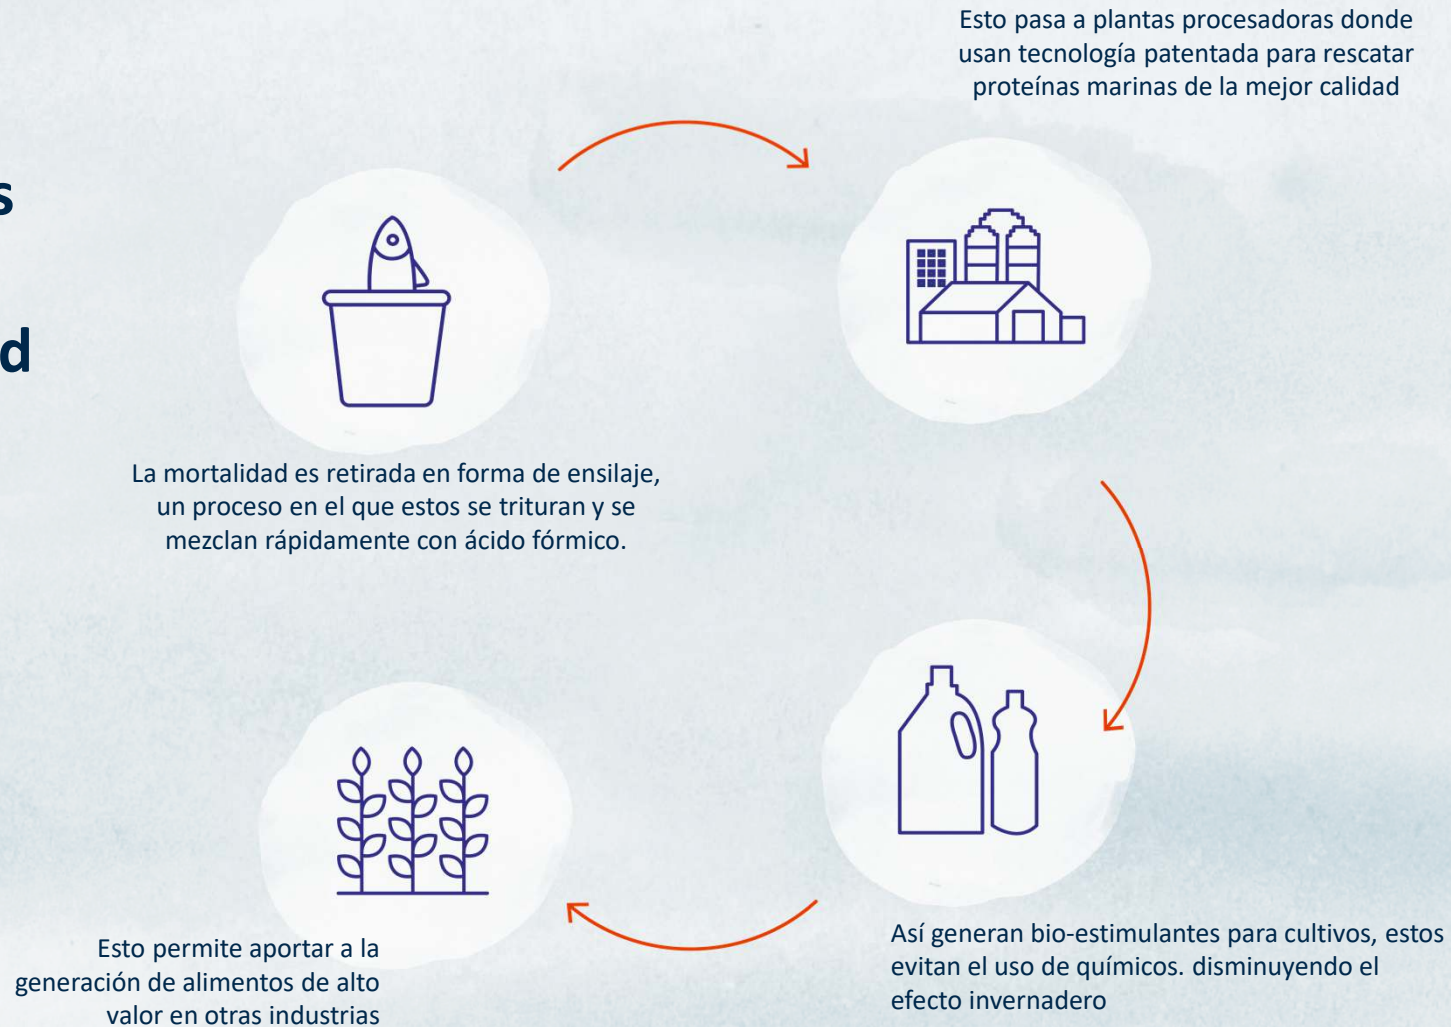 Esto pasa a plantas procesadoras donde
usan tecnología patentada para rescatar
proteínas marinas de la mejor calidad
La mortalidad es retirada en forma de ensilaje,
un proceso en el que estos se trituran y se
mezclan rápidamente con ácido fórmico.
Así generan bio-estimulantes para cultivos, estos
evitan el uso de químicos. disminuyendo el
efecto invernadero
Esto permite aportar a la
generación de alimentos de alto
valor en otras industrias